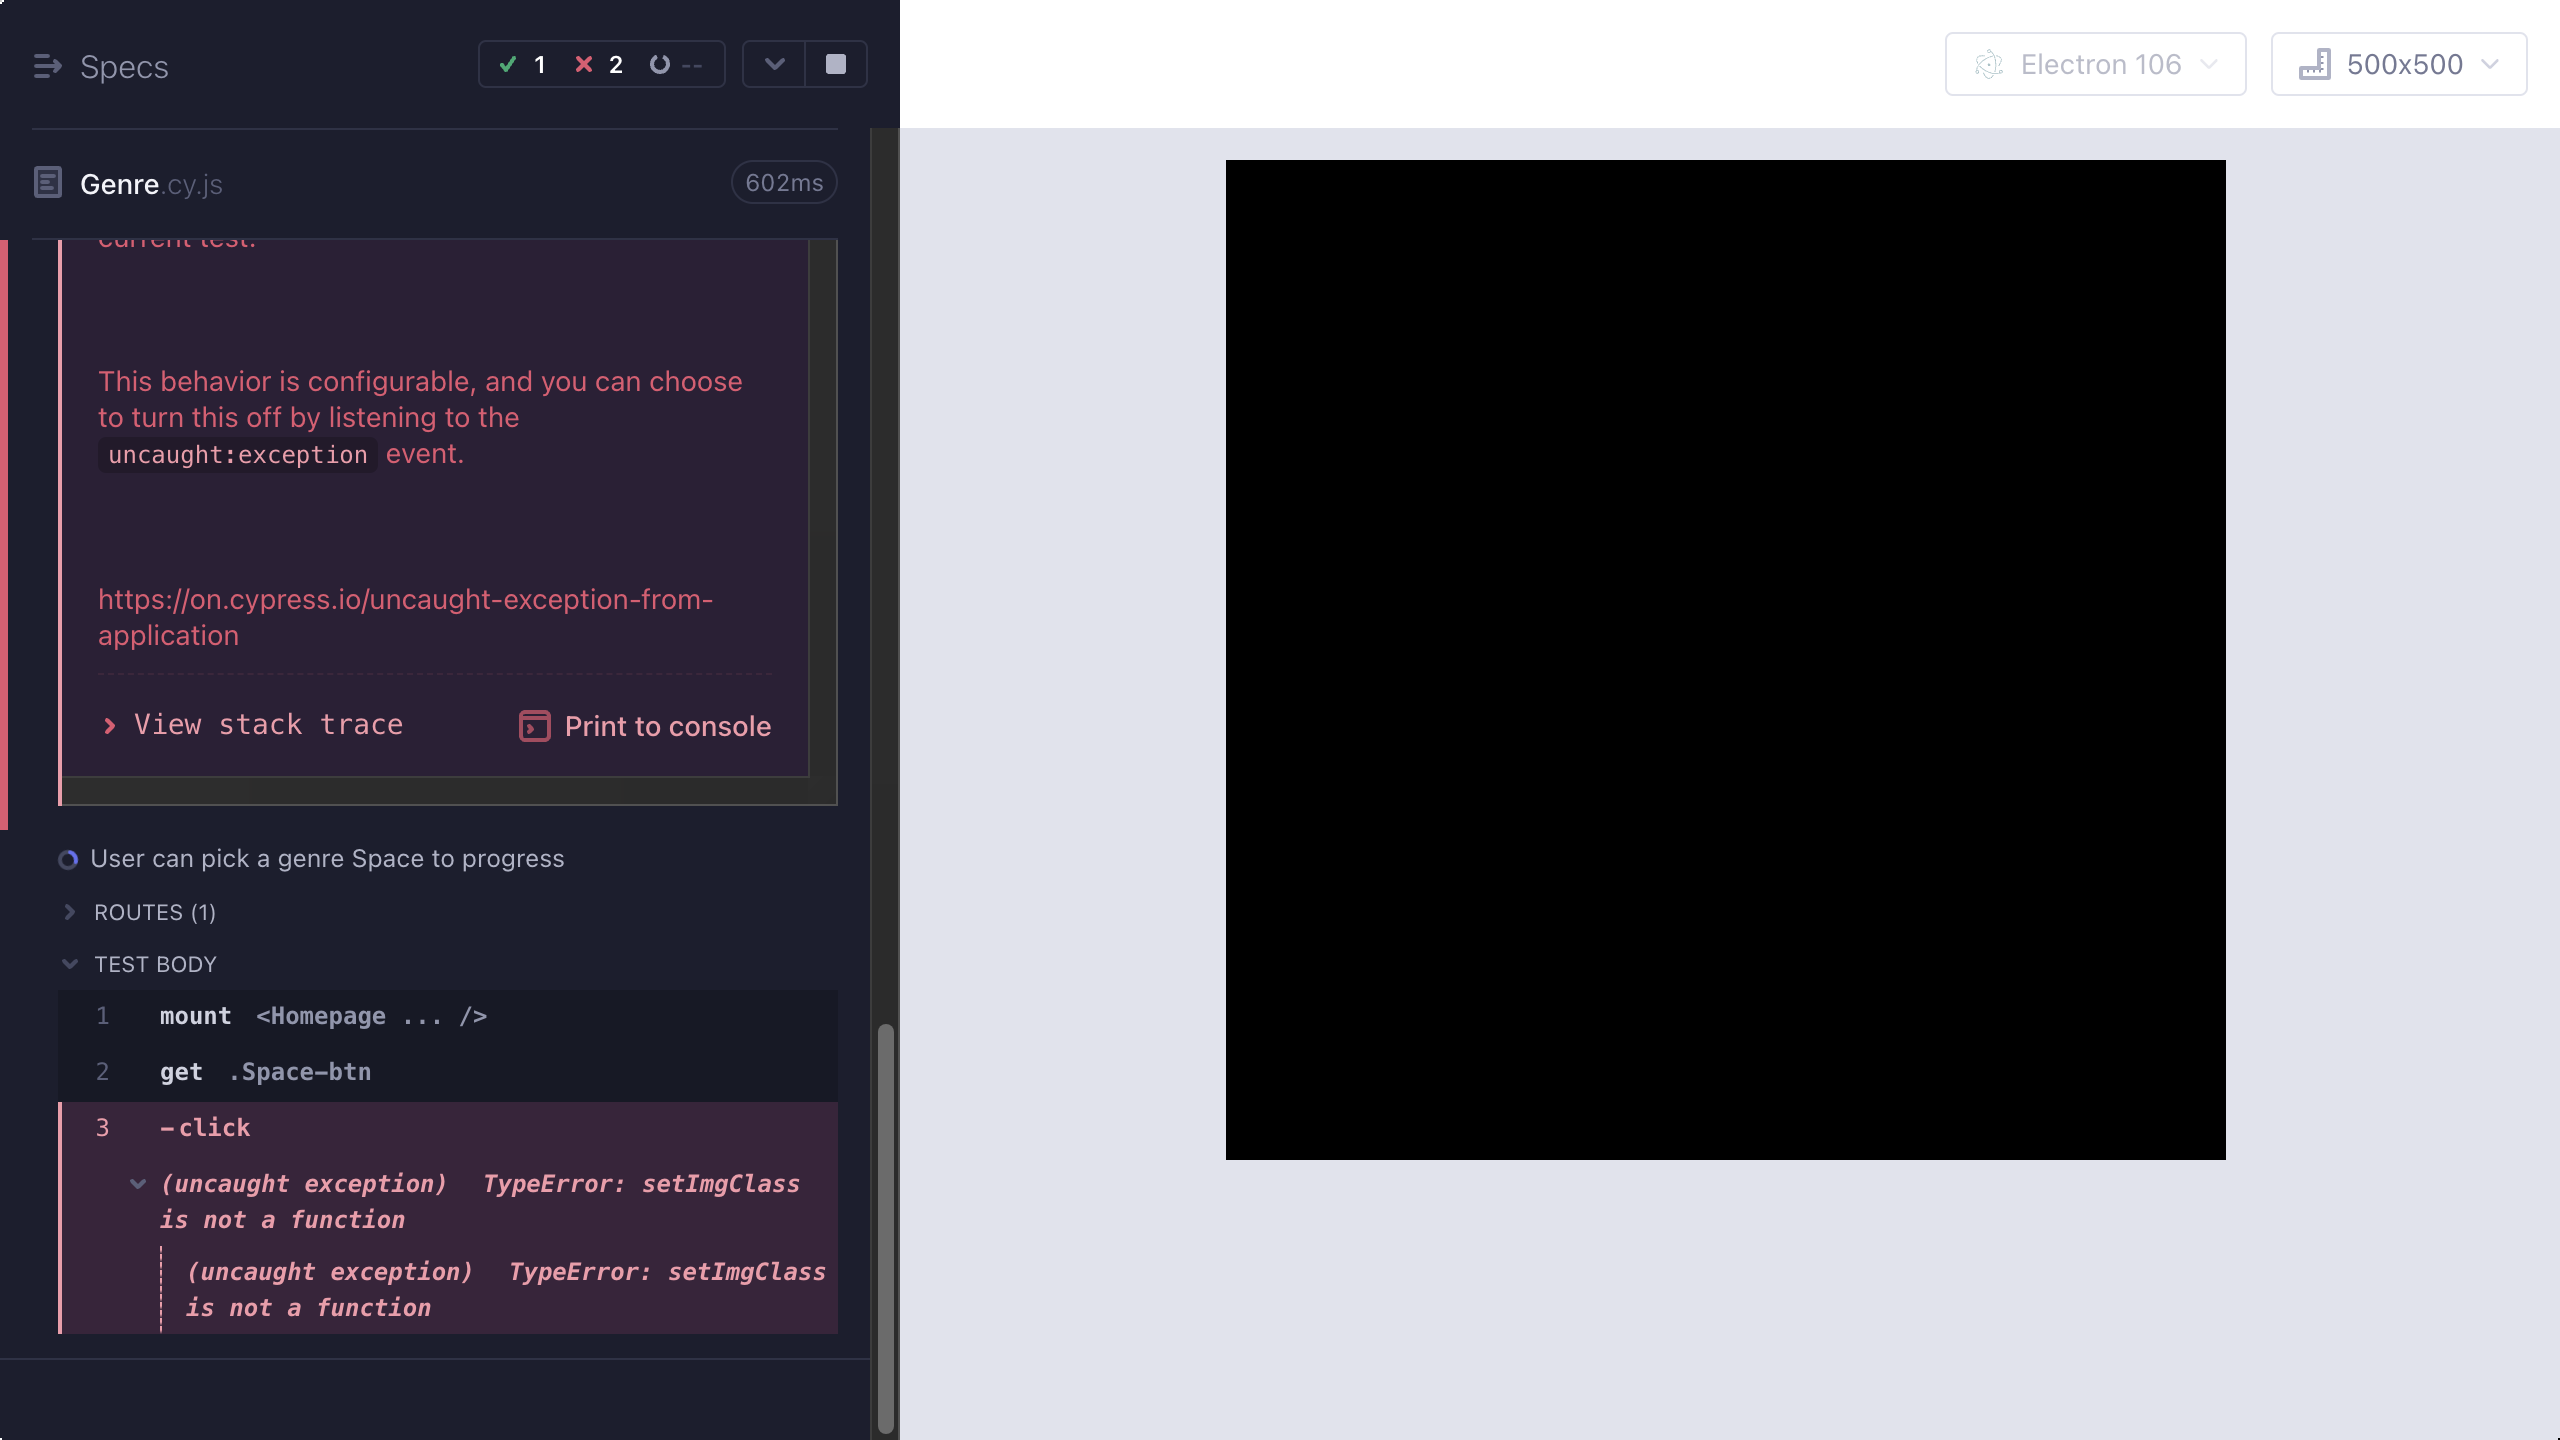 Specs
1 2 --
Electron 106
500x500
Genre.cy.js
602ms
current test.
This behavior is configurable, and you can choose
to turn this off by listening to the
uncaught:exception event.
https://on.cypress.io/uncaught-exception-from-
application
View stack trace
Print to console
User can pick a genre Space to progress
ROUTES (1)
TEST BODY
1 mount <Homepage ... />
2 get .Space-btn
3 -click
(uncaught exception) TypeError: setImgClass
is not a function
(uncaught exception) TypeError: setImgClass
is not a function